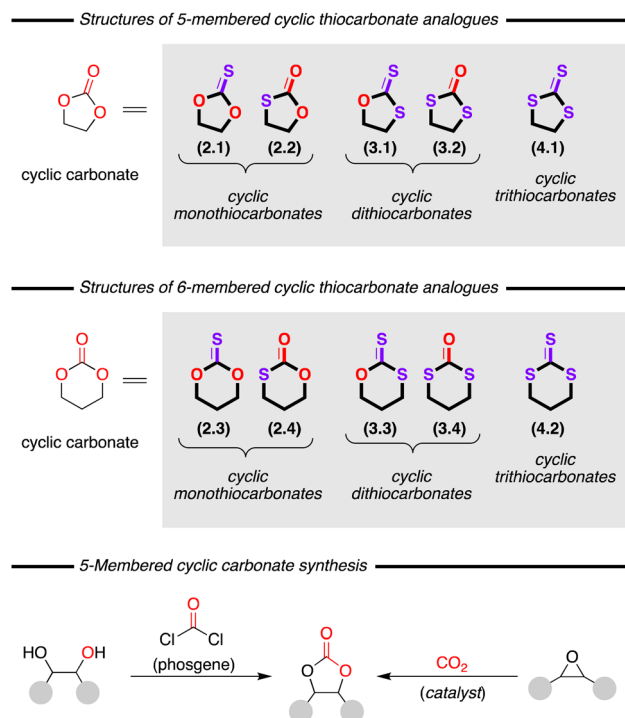 Structures of 5-membered cyclic thiocarbonate analogues
S O S O S
O O O S O O O S S S S S
(2.1) (2.2) (3.1) (3.2) (4.1)
cyclic carbonate
cyclic monothiocarbonates
cyclic dithiocarbonates
cyclic trithiocarbonates
Structures of 6-membered cyclic thiocarbonate analogues
O S O S O S
O O O O S O O S S S S S
(2.3) (2.4) (3.3) (3.4) (4.2)
cyclic carbonate
cyclic monothiocarbonates
cyclic dithiocarbonates
cyclic trithiocarbonates
5-Membered cyclic carbonate synthesis
HO OH
O
Cl Cl
(phosgene)
O
O O
CO2
(catalyst)
O